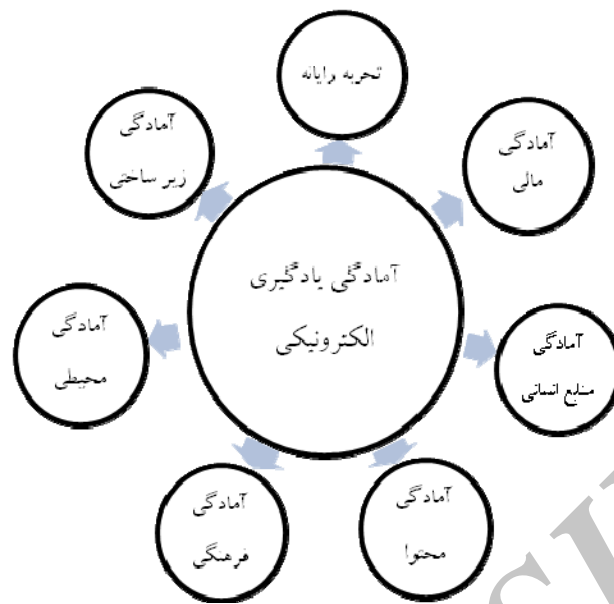 تجربه رایانه
آمادگی
مالی
آمادگی
زیر ساختی
آمادگی یادگیری
الکترونیکی
آمادگی
منابع انسانی
آمادگی
محیطی
آمادگی
محتوا
آمادگی
فرهنگی